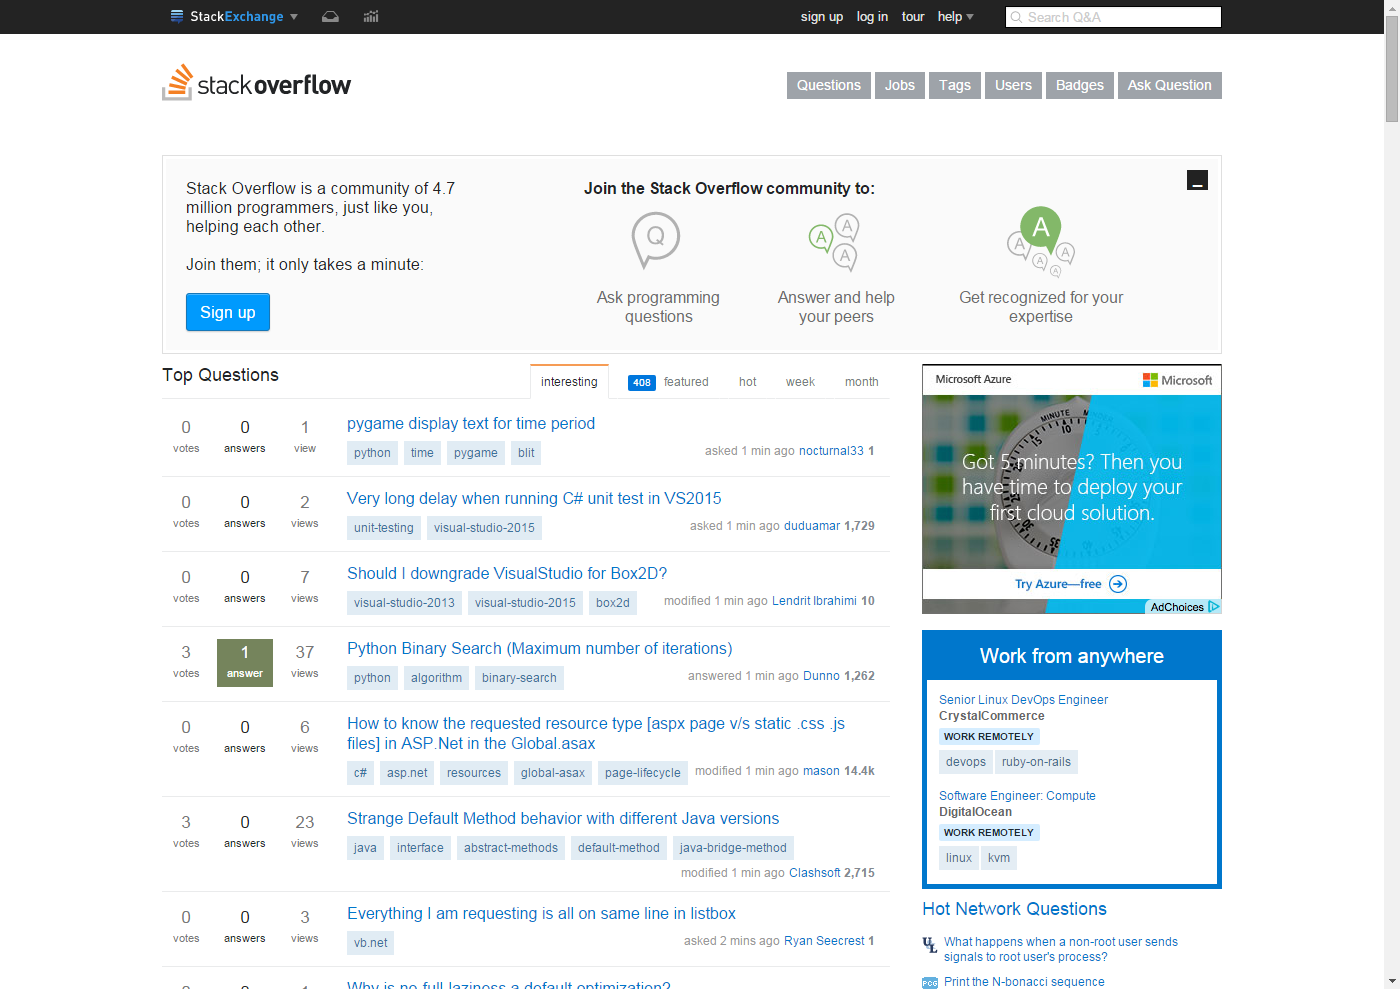 StackExchange
sign up log in tour help
Search Q&A
stackoverflow
Questions Jobs Tags Users Badges Ask Question
Stack Overflow is a community of 4.7
million programmers, just like you,
helping each other.
Join them; it only takes a minute:
Sign up
Join the Stack Overflow community to:
Q
Ask programming
questions
A A A
Answer and help
your peers
A A A A A
Get recognized for your
expertise
Top Questions
interesting 408 featured hot week month
0 votes 0 answers 1 view
pygame display text for time period
python time pygame blit
asked 1 min ago nocturnal33 1
0 votes 0 answers 2 views
Very long delay when running C# unit test in VS2015
unit-testing visual-studio-2015
asked 1 min ago duduamar 1,729
0 votes 0 answers 7 views
Should I downgrade VisualStudio for Box2D?
visual-studio-2013 visual-studio-2015 box2d
modified 1 min ago Lendrit Ibrahimi 10
3 votes 1 answer 37 views
Python Binary Search (Maximum number of iterations)
python algorithm binary-search
answered 1 min ago Dunno 1,262
0 votes 0 answers 6 views
How to know the requested resource type [aspx page v/s static .css .js
files] in ASP.Net in the Global.asax
c# asp.net resources global-asax page-lifecycle
modified 1 min ago mason 14.4k
3 votes 0 answers 23 views
Strange Default Method behavior with different Java versions
java interface abstract-methods default-method java-bridge-method
modified 1 min ago Clashsoft 2,715
0 votes 0 answers 3 views
Everything I am requesting is all on same line in listbox
vb.net
asked 2 mins ago Ryan Seecrest 1
Why is no full laziness a default optimization?
Microsoft Azure
Microsoft
MINUTE
Got 5 minutes? Then you
have time to deploy your
first cloud solution.
Try Azure—free
AdChoices
Work from anywhere
Senior Linux DevOps Engineer
CrystalCommerce
WORK REMOTELY
devops ruby-on-rails
Software Engineer: Compute
DigitalOcean
WORK REMOTELY
linux kvm
Hot Network Questions
UL What happens when a non-root user sends
signals to root user's process?
PCG Print the N-bonacci sequence